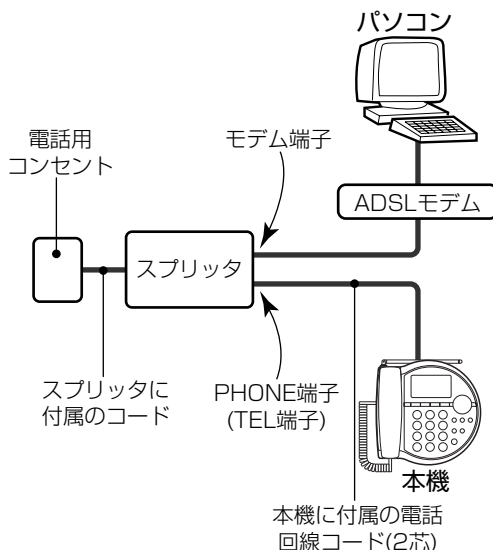 パソコン
電話用
コンセント
モデム端子
ADSLモデム
スプリッタ
スプリッタに
付属のコード
PHONE端子
(TEL端子)
本機
本機に付属の電話
回線コード(2芯)